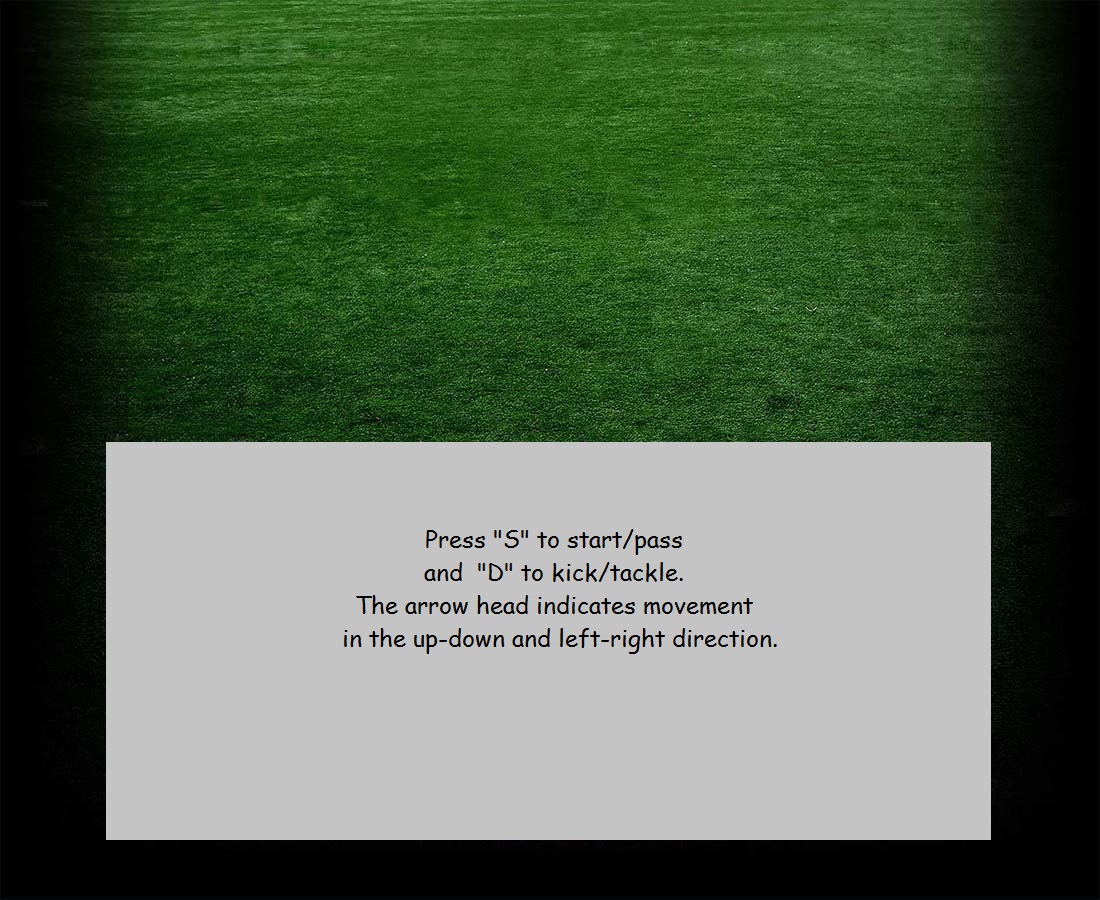 Press "S" to start/pass
and  "D" to kick/tackle.
The arrow head indicates movement
in the up-down and left-right direction.